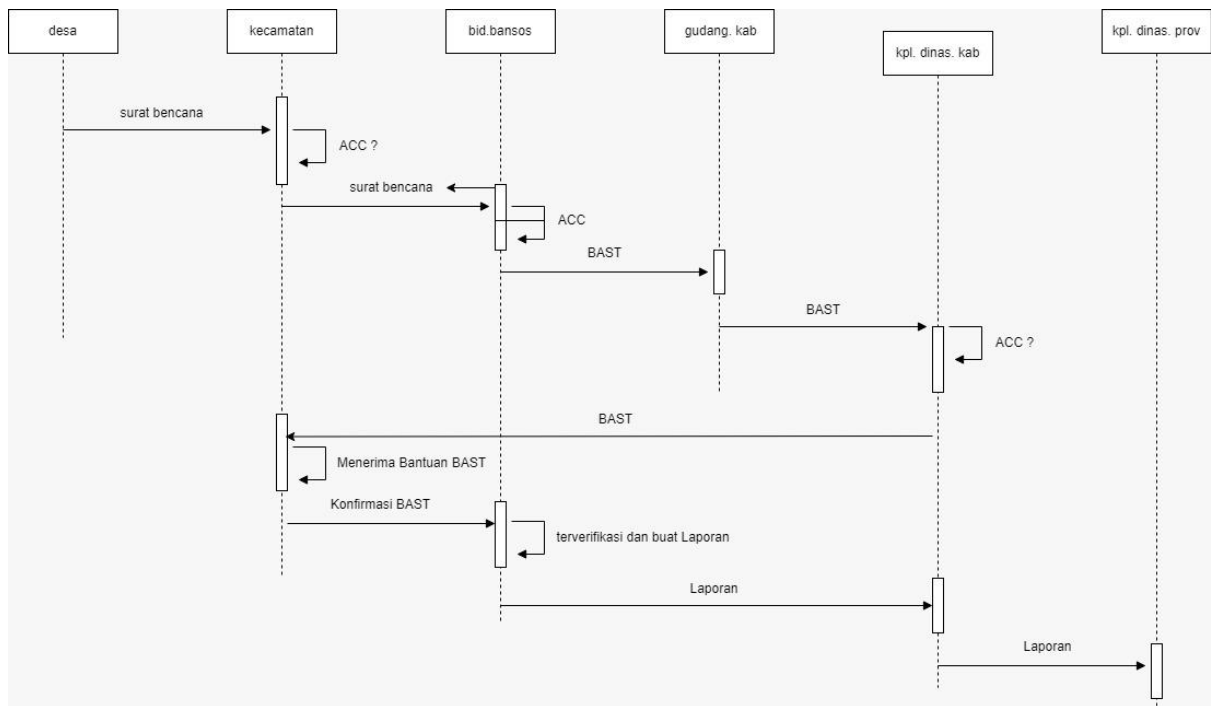 desa
kecamatan
bid.bansos
gudang. kab
kpl. dinas. kab
kpl. dinas. prov
surat bencana
ACC ?
surat bencana
ACC
BAST
BAST
ACC ?
BAST
Menerima Bantuan BAST
Konfirmasi BAST
terverifikasi dan buat Laporan
Laporan
Laporan